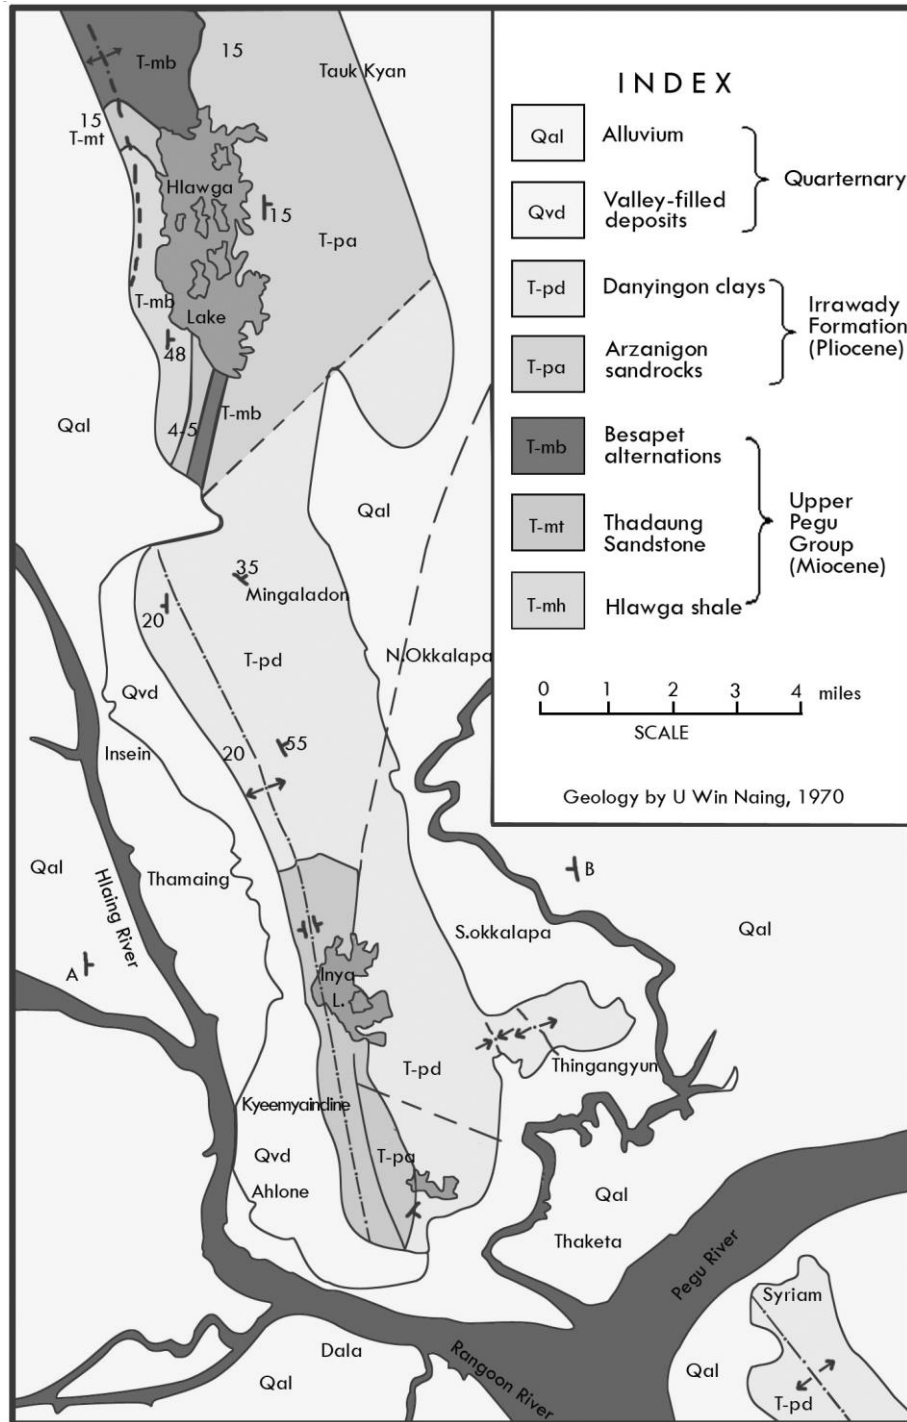 T-mb
15
Tauk Kyan
15
T-mt
Hlawga
15
T-pa
T-mb
Lake
48
T-mb
Qal
4-5
Qal
35
Mingaladon
20
T-pd
N.Okkalapa
Qvd
Insein
20
55
Qal
Hlaing River
Thamaing
B
S.okkalapa
Qal
A
Inya
L.
T-pd
Thingangyun
Kyeemyaindine
Qvd
T-pa
Ahlone
Qal
Thaketa
Pegu River
Syriam
Dala
Qal
Rangoon River
Qal
T-pd
INDEX
Qal
Alluvium
Quarternary
Qvd
Valley-filled
deposits
T-pd
Danyingon clays
Irrawady
Formation
(Pliocene)
T-pa
Arzanigon
sandrocks
T-mb
Besapet
alternations
Upper
Pegu
Group
(Miocene)
T-mt
Thadaung
Sandstone
T-mh
Hlawga shale
0 1 2 3 4 miles
SCALE
Geology by U Win Naing, 1970